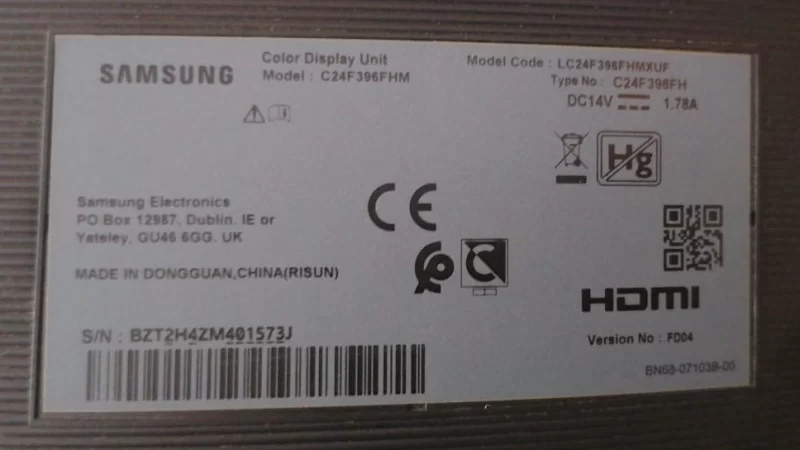 SAMSUNG
Color Display Unit
Model : C24F396FHM
Model Code : LC24F396FHMXUF
Type No.: C24F396FH
DC14V 1.78A
Hg
Samsung Electronics
PO Box 12987, Dublin. IE or
Yateley, GU46 6GG. UK
CE
MADE IN DONGGUAN,CHINA(RISUN)
HDMI
S/N : BZT2H4ZM401573J
Version No : FD04
BN68-07103B-00